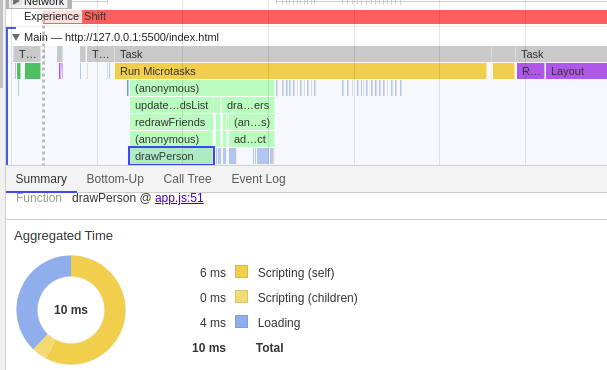 Network
Experience Shift
Main — http://127.0.0.1:5500/index.html
T… T… Task Task
Run Microtasks R… Layout
(anonymous)
update…dsList dra…ers
redrawFriends (an…s)
(anonymous) ad…ct
drawPerson
Summary Bottom-Up Call Tree Event Log
Function drawPerson @ app.js:51
Aggregated Time
6 ms Scripting (self)
0 ms Scripting (children)
10 ms
4 ms Loading
10 ms Total